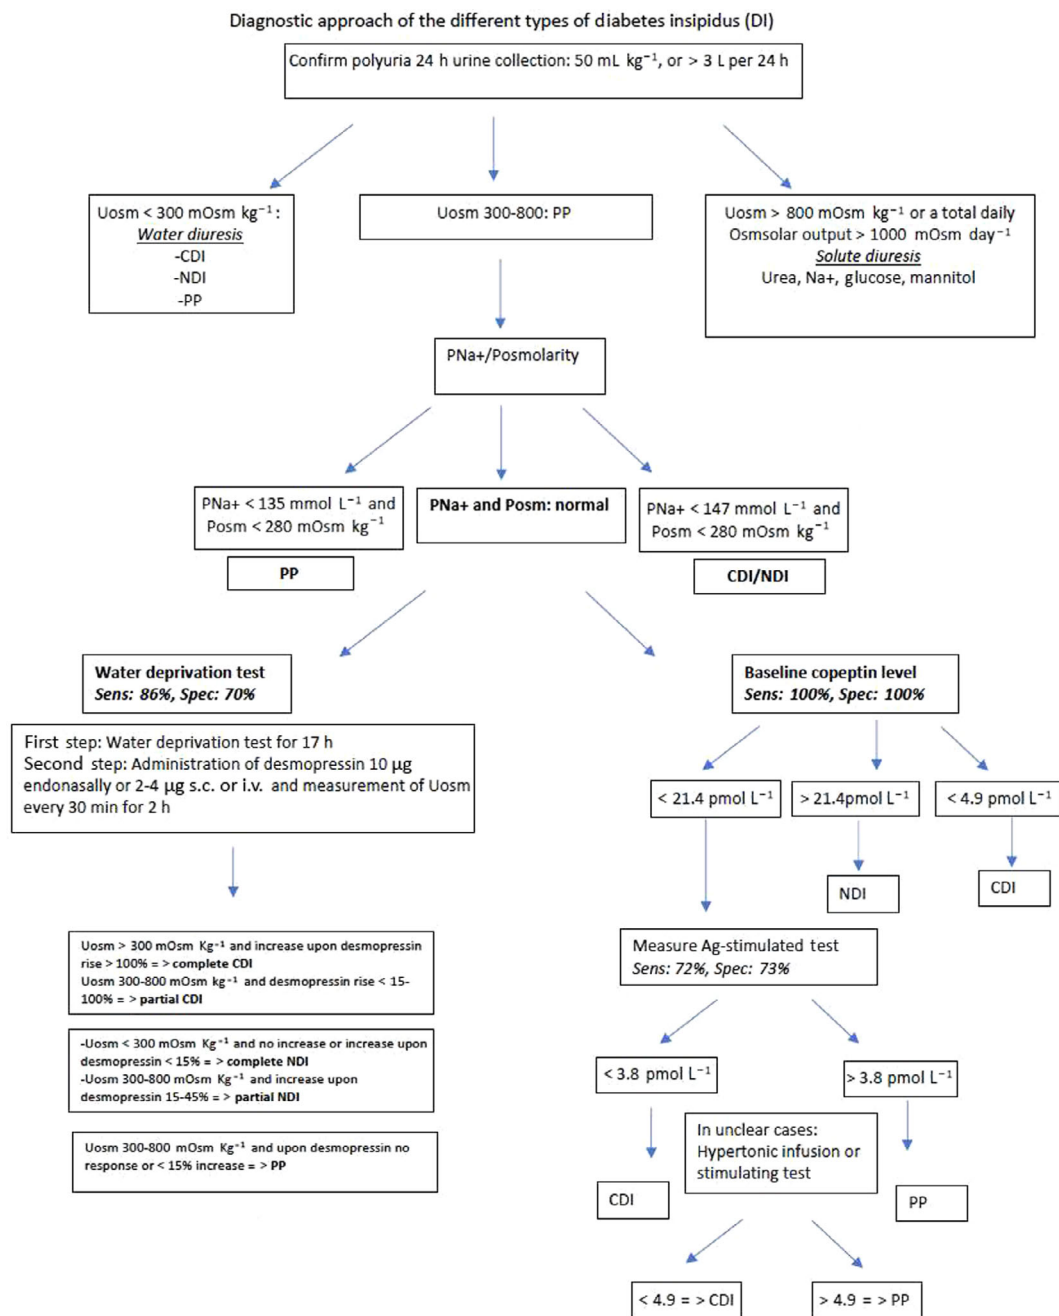 Diagnostic approach of the different types of diabetes insipidus (DI)
Confirm polyuria 24 h urine collection: 50 mL kg⁻¹, or > 3 L per 24 h
Uosm < 300 mOsm kg⁻¹ :
Water diuresis
-CDI
-NDI
-PP
Uosm 300-800: PP
Uosm > 800 mOsm kg⁻¹ or a total daily
Osmsolar output > 1000 mOsm day⁻¹
Solute diuresis
Urea, Na+, glucose, mannitol
PNa+/Posmolarity
PNa+ < 135 mmol L⁻¹ and
Posm < 280 mOsm kg⁻¹
PP
PNa+ and Posm: normal
PNa+ < 147 mmol L⁻¹ and
Posm < 280 mOsm kg⁻¹
CDI/NDI
Water deprivation test
Sens: 86%, Spec: 70%
First step: Water deprivation test for 17 h
Second step: Administration of desmopressin 10 µg
endonasally or 2-4 µg s.c. or i.v. and measurement of Uosm
every 30 min for 2 h
Uosm > 300 mOsm Kg⁻¹ and increase upon desmopressin
rise > 100% = > complete CDI
Uosm 300-800 mOsm kg⁻¹ and desmopressin rise < 15-
100% = > partial CDI
-Uosm < 300 mOsm Kg⁻¹ and no increase or increase upon
desmopressin < 15% = > complete NDI
-Uosm 300-800 mOsm Kg⁻¹ and increase upon
desmopressin 15-45% = > partial NDI
Uosm 300-800 mOsm Kg⁻¹ and upon desmopressin no
response or < 15% increase = > PP
Baseline copeptin level
Sens: 100%, Spec: 100%
< 21.4 pmol L⁻¹
> 21.4pmol L⁻¹
< 4.9 pmol L⁻¹
NDI
CDI
Measure Ag-stimulated test
Sens: 72%, Spec: 73%
< 3.8 pmol L⁻¹
> 3.8 pmol L⁻¹
In unclear cases:
Hypertonic infusion or
stimulating test
CDI
PP
< 4.9 = > CDI
> 4.9 = > PP